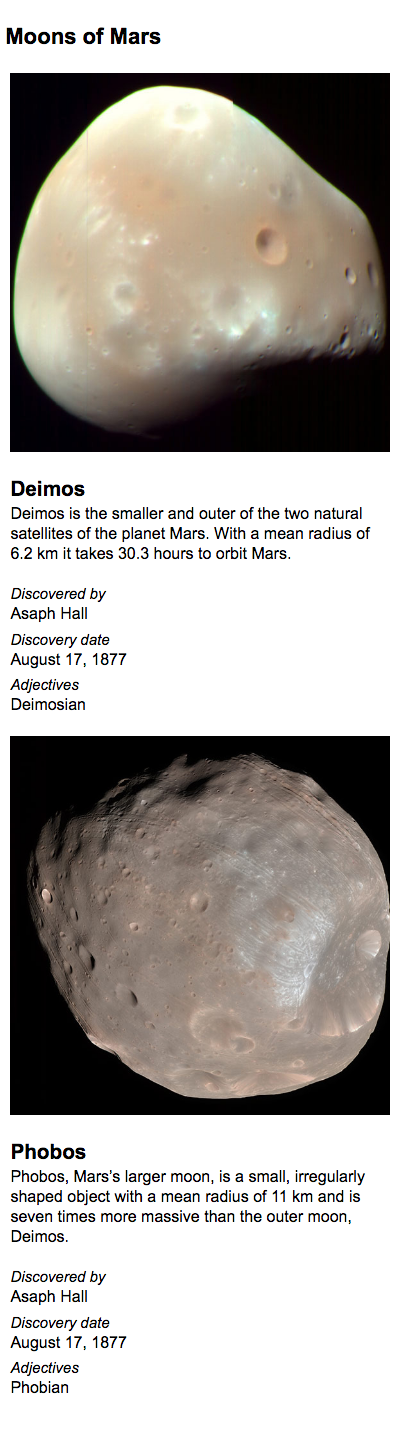 Moons of Mars
Deimos
Deimos is the smaller and outer of the two natural
satellites of the planet Mars. With a mean radius of
6.2 km it takes 30.3 hours to orbit Mars.
Discovered by
Asaph Hall
Discovery date
August 17, 1877
Adjectives
Deimosian
Phobos
Phobos, Mars's larger moon, is a small, irregularly
shaped object with a mean radius of 11 km and is
seven times more massive than the outer moon,
Deimos.
Discovered by
Asaph Hall
Discovery date
August 17, 1877
Adjectives
Phobian